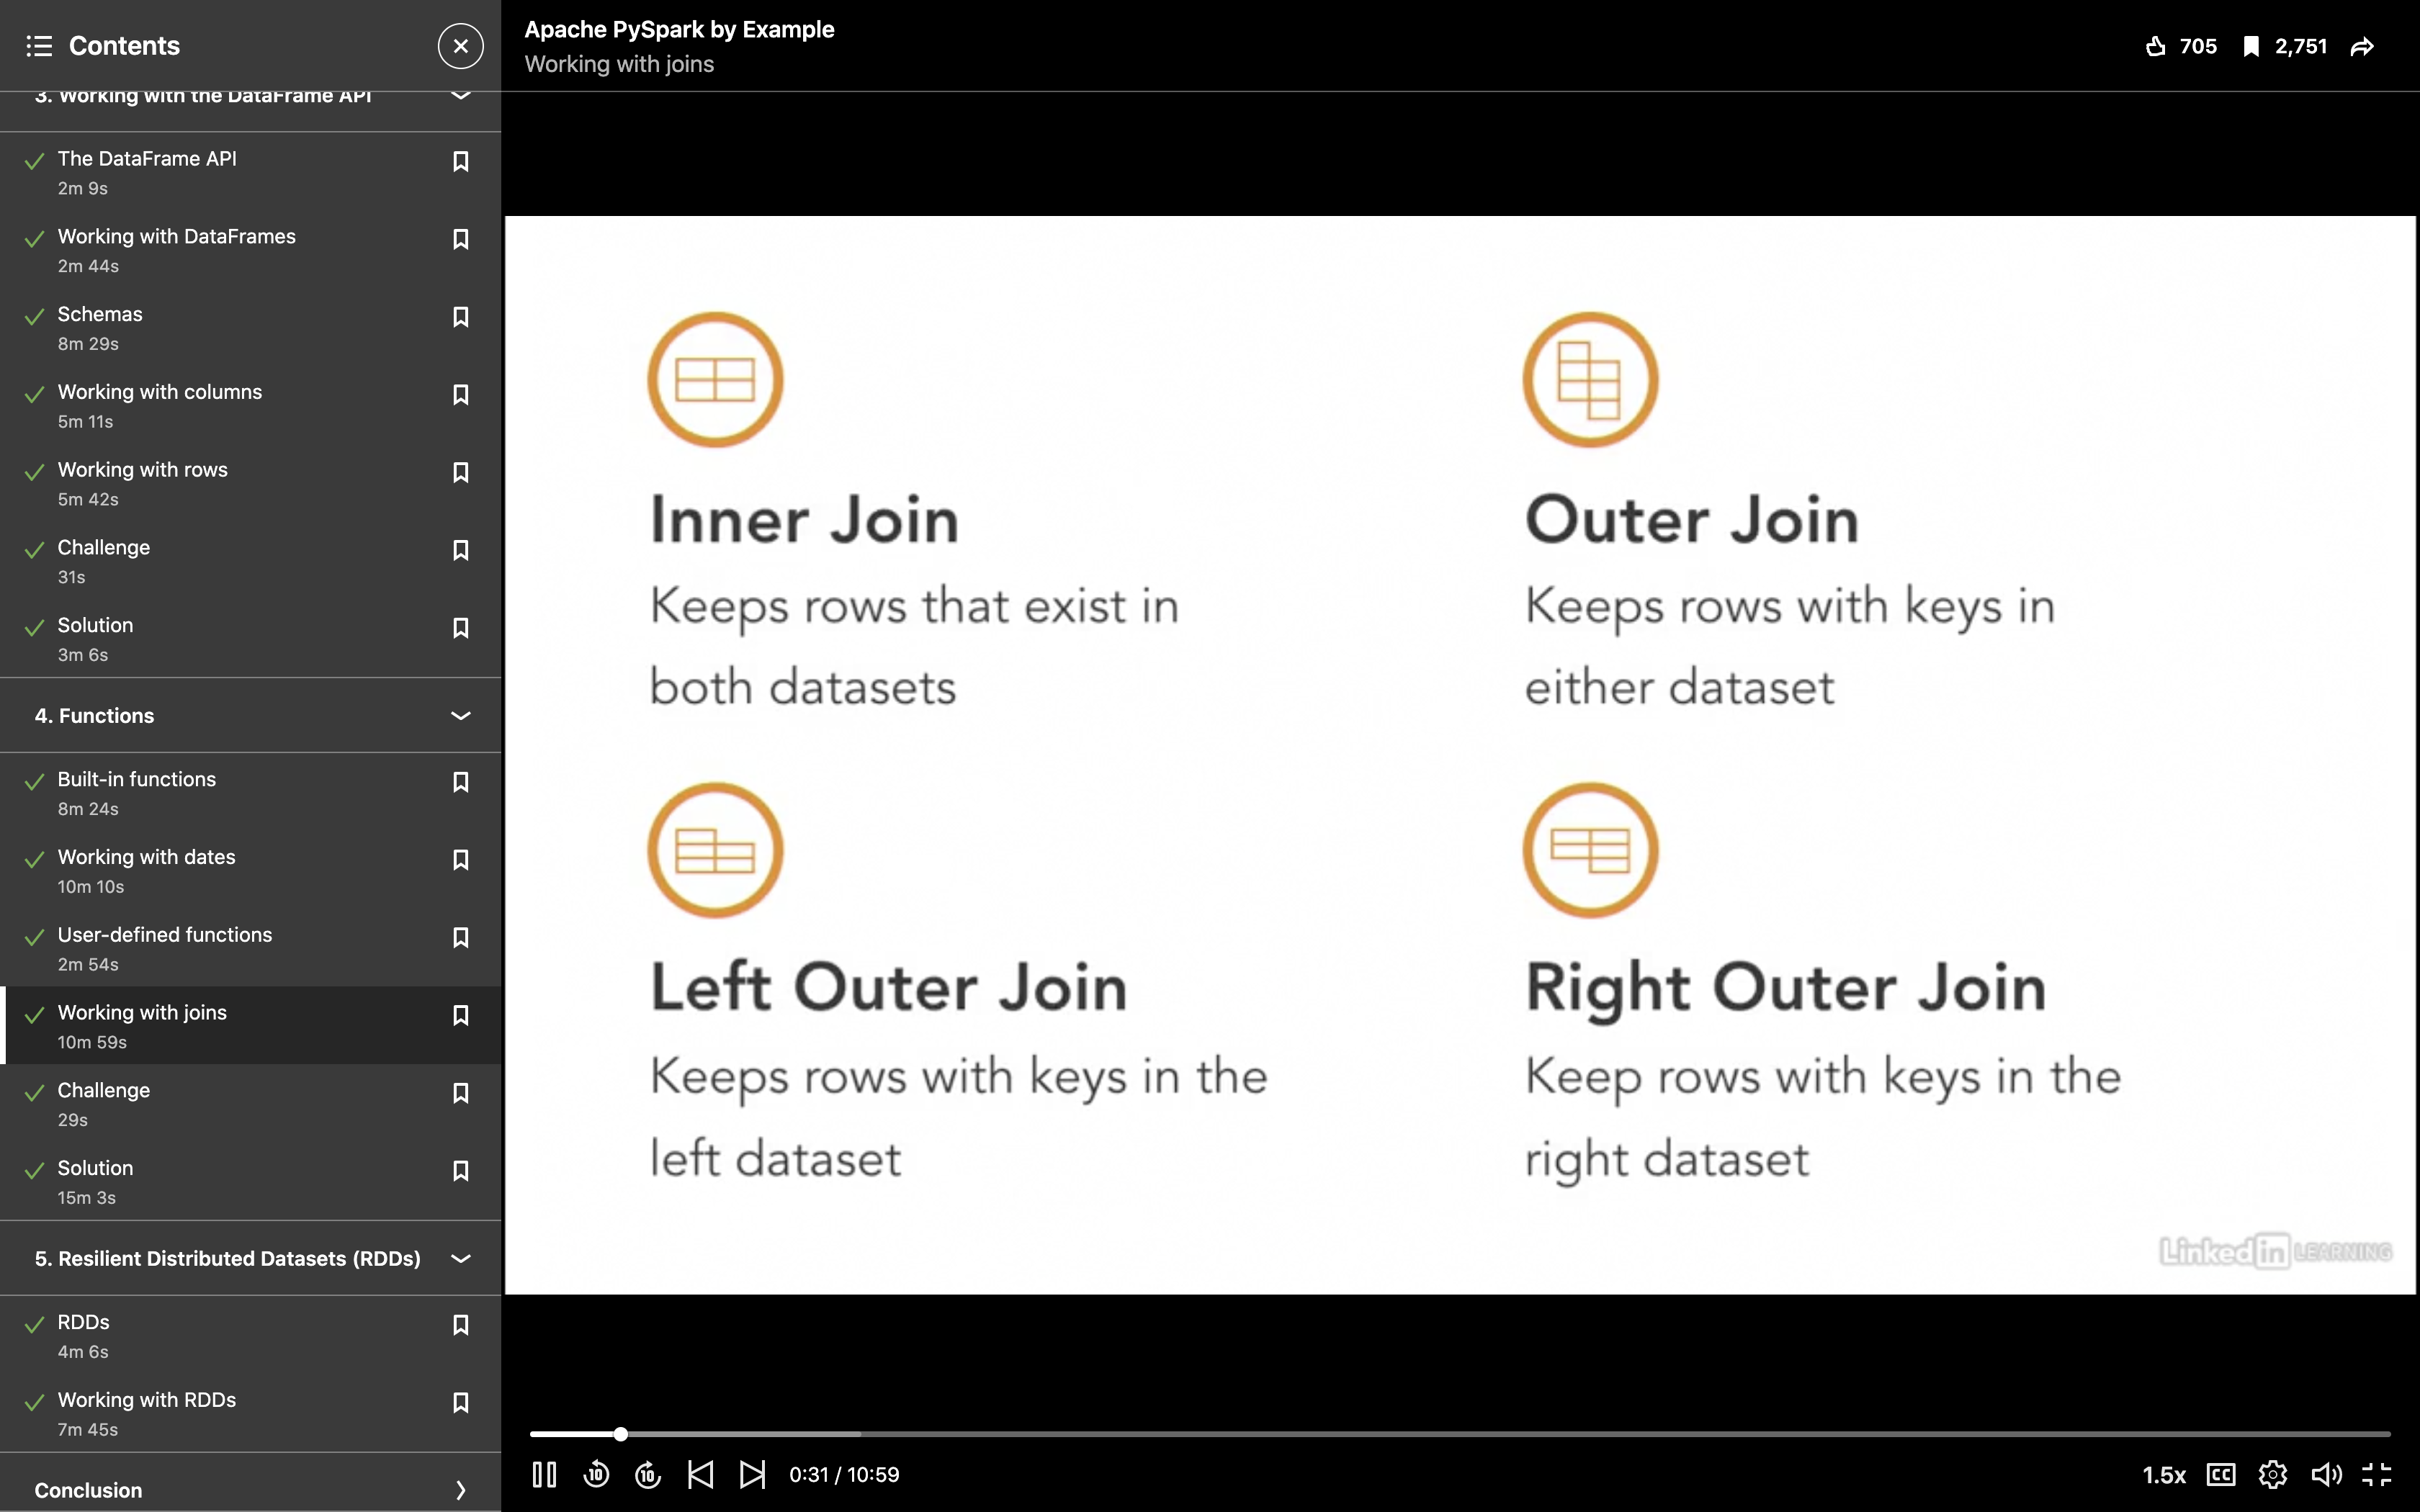 Contents
3. Working with the DataFrame API
The DataFrame API
2m 9s
Working with DataFrames
2m 44s
Schemas
8m 29s
Working with columns
5m 11s
Working with rows
5m 42s
Challenge
31s
Solution
3m 6s
4. Functions
Built-in functions
8m 24s
Working with dates
10m 10s
User-defined functions
2m 54s
Working with joins
10m 59s
Challenge
29s
Solution
15m 3s
5. Resilient Distributed Datasets (RDDs)
RDDs
4m 6s
Working with RDDs
7m 45s
Conclusion
Apache PySpark by Example
Working with joins
705 2,751
Inner Join
Keeps rows that exist in
both datasets
Outer Join
Keeps rows with keys in
either dataset
Left Outer Join
Keeps rows with keys in the
left dataset
Right Outer Join
Keep rows with keys in the
right dataset
Linked in LEARNING
10 10 0:31 / 10:59 1.5x CC